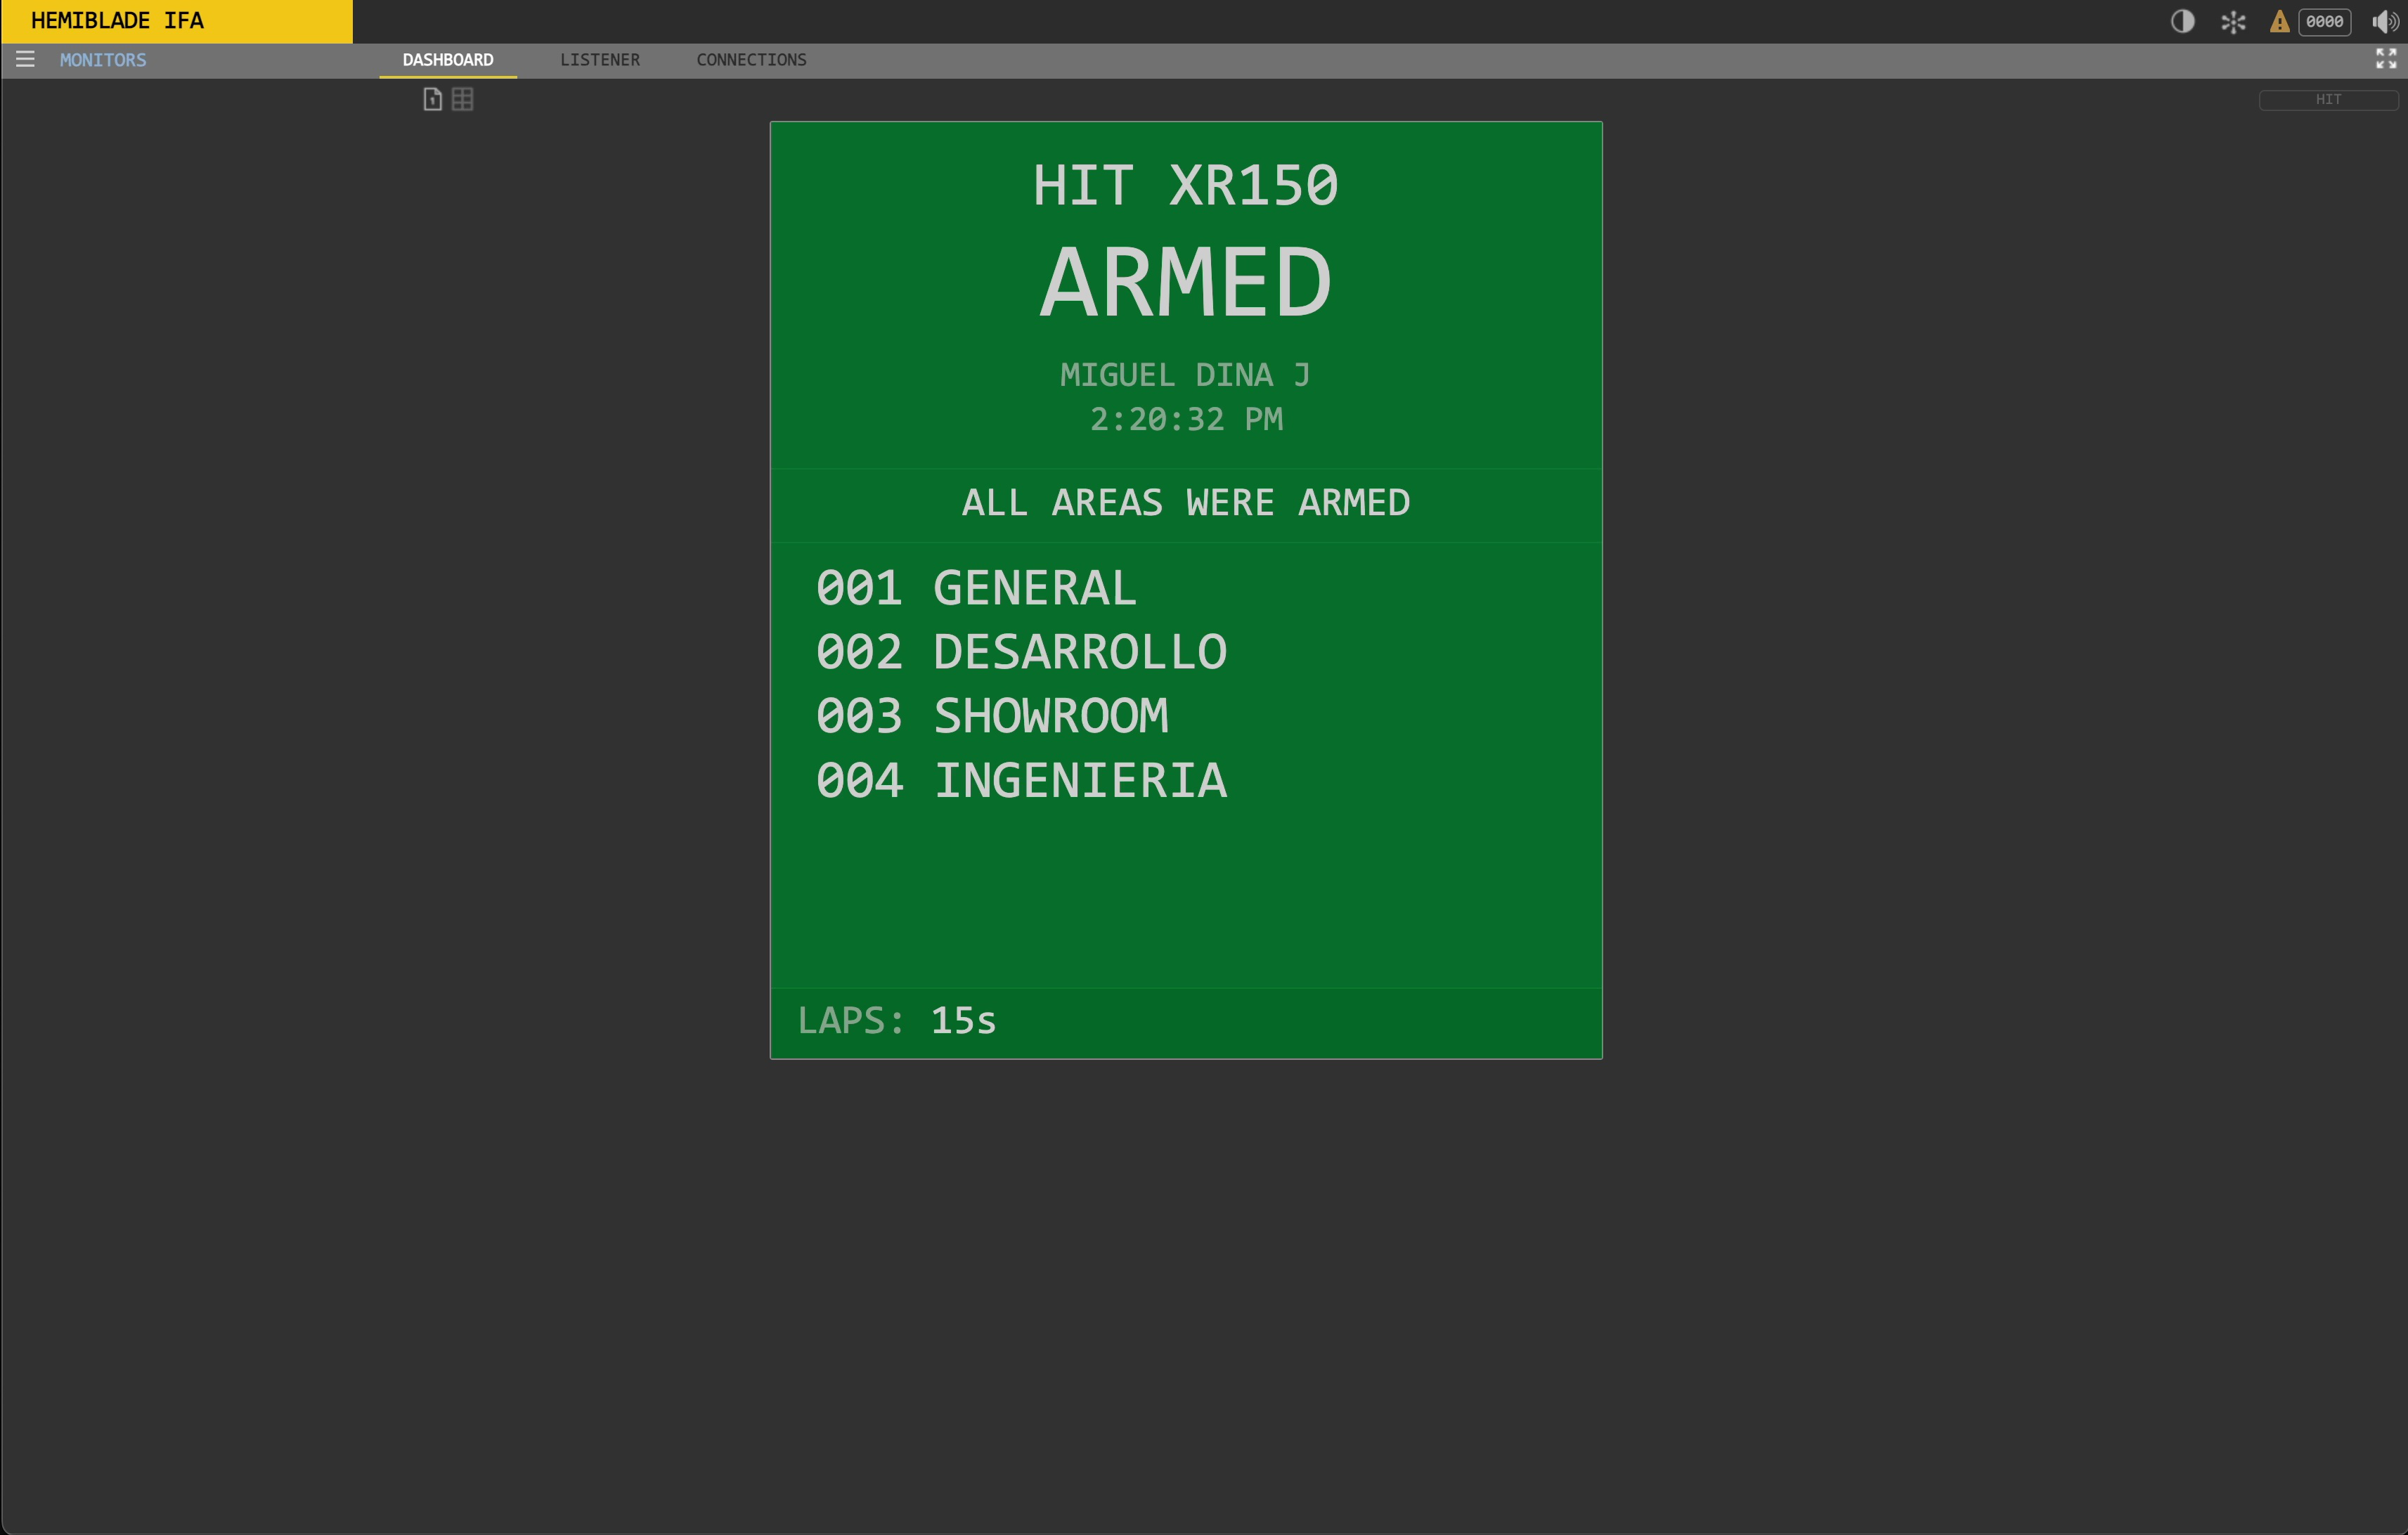 HEMIBLADE IFA
0000
MONITORS
DASHBOARD
LISTENER
CONNECTIONS
1
HIT
HIT XR150
ARMED
MIGUEL DINA J
2:20:32 PM
ALL AREAS WERE ARMED
001 GENERAL
002 DESARROLLO
003 SHOWROOM
004 INGENIERIA
LAPS: 15s